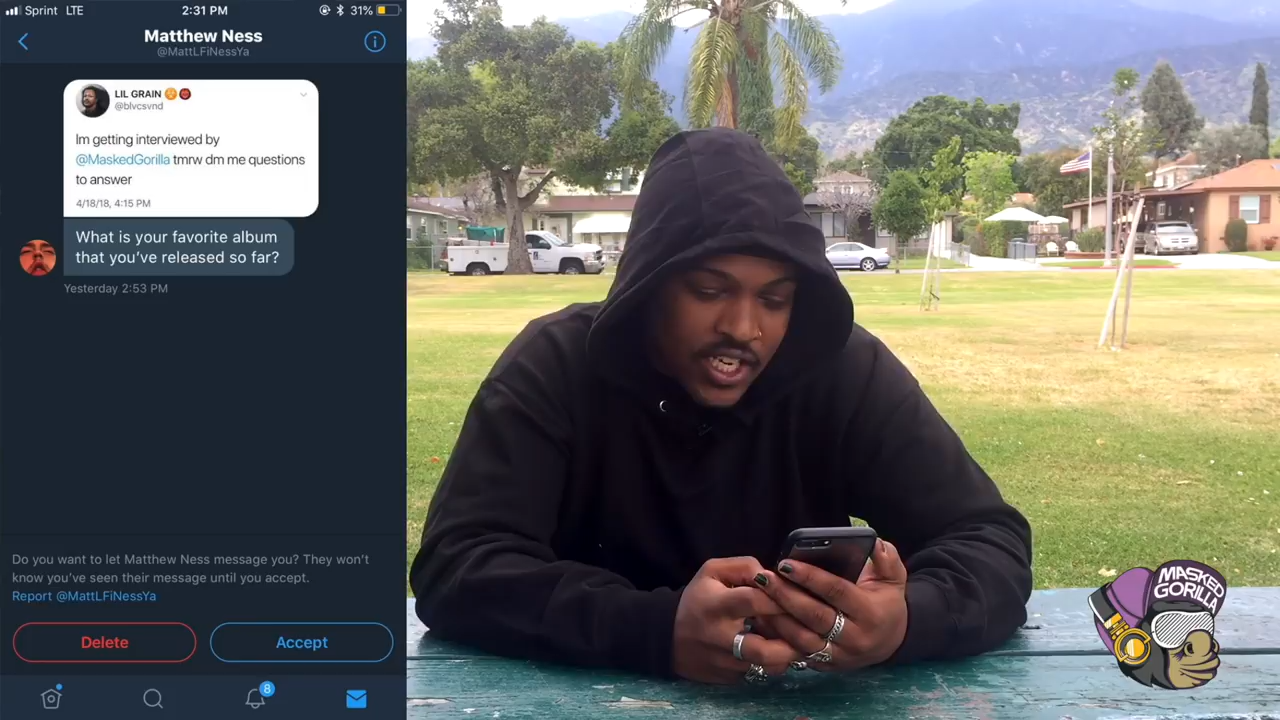 Sprint LTE 2:31 PM 31%
Matthew Ness
@MattLFiNessYa
LIL GRAIN
@blvcsvnd
Im getting interviewed by
@MaskedGorilla tmrw dm me questions
to answer
4/18/18, 4:15 PM
What is your favorite album
that you’ve released so far?
Yesterday 2:53 PM
Do you want to let Matthew Ness message you? They won’t
know you’ve seen their message until you accept.
Report @MattLFiNessYa
Delete Accept
8
MASKED
GORILLA